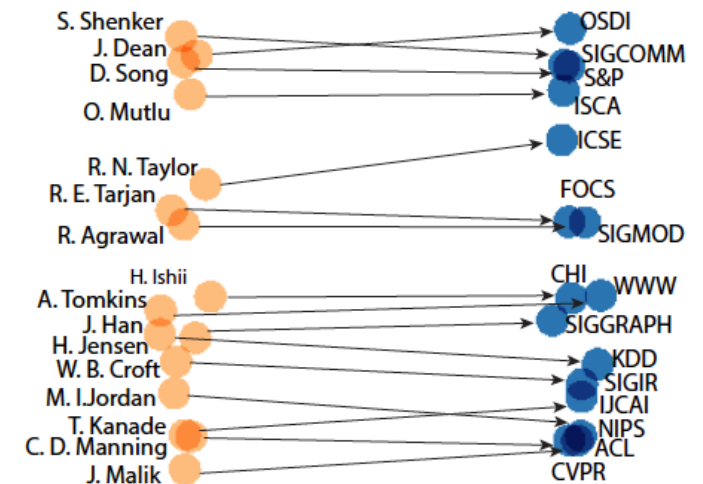 S. Shenker
J. Dean
D. Song
O. Mutlu
R. N. Taylor
R. E. Tarjan
R. Agrawal
H. Ishii
A. Tomkins
J. Han
H. Jensen
W. B. Croft
M. I.Jordan
T. Kanade
C. D. Manning
J. Malik
OSDI
SIGCOMM
S&P
ISCA
ICSE
FOCS
SIGMOD
CHI
WWW
SIGGRAPH
KDD
SIGIR
IJCAI
NIPS
ACL
CVPR